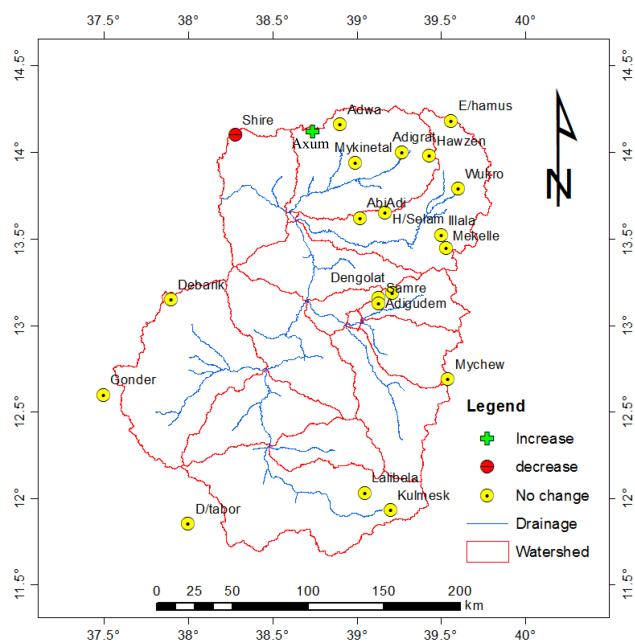 37.5° 38° 38.5° 39° 39.5° 40°
14.5°
14°
13.5°
13°
12.5°
12°
11.5°
E/hamus
Adwa
Shire
Axum
Adigrat
Hawzen
Mykinetal
Wukro
AbiAdi
H/Selam
Illala
Mekelle
Dengolat
Samre
Adigudem
Debarik
Mychew
Gonder
Lalibela
Kulmesk
D/tabor
N
Legend
Increase
decrease
No change
Drainage
Watershed
0 25 50 100 150 200
km
14.5°
14°
13.5°
13°
12.5°
12°
11.5°
37.5° 38° 38.5° 39° 39.5° 40°